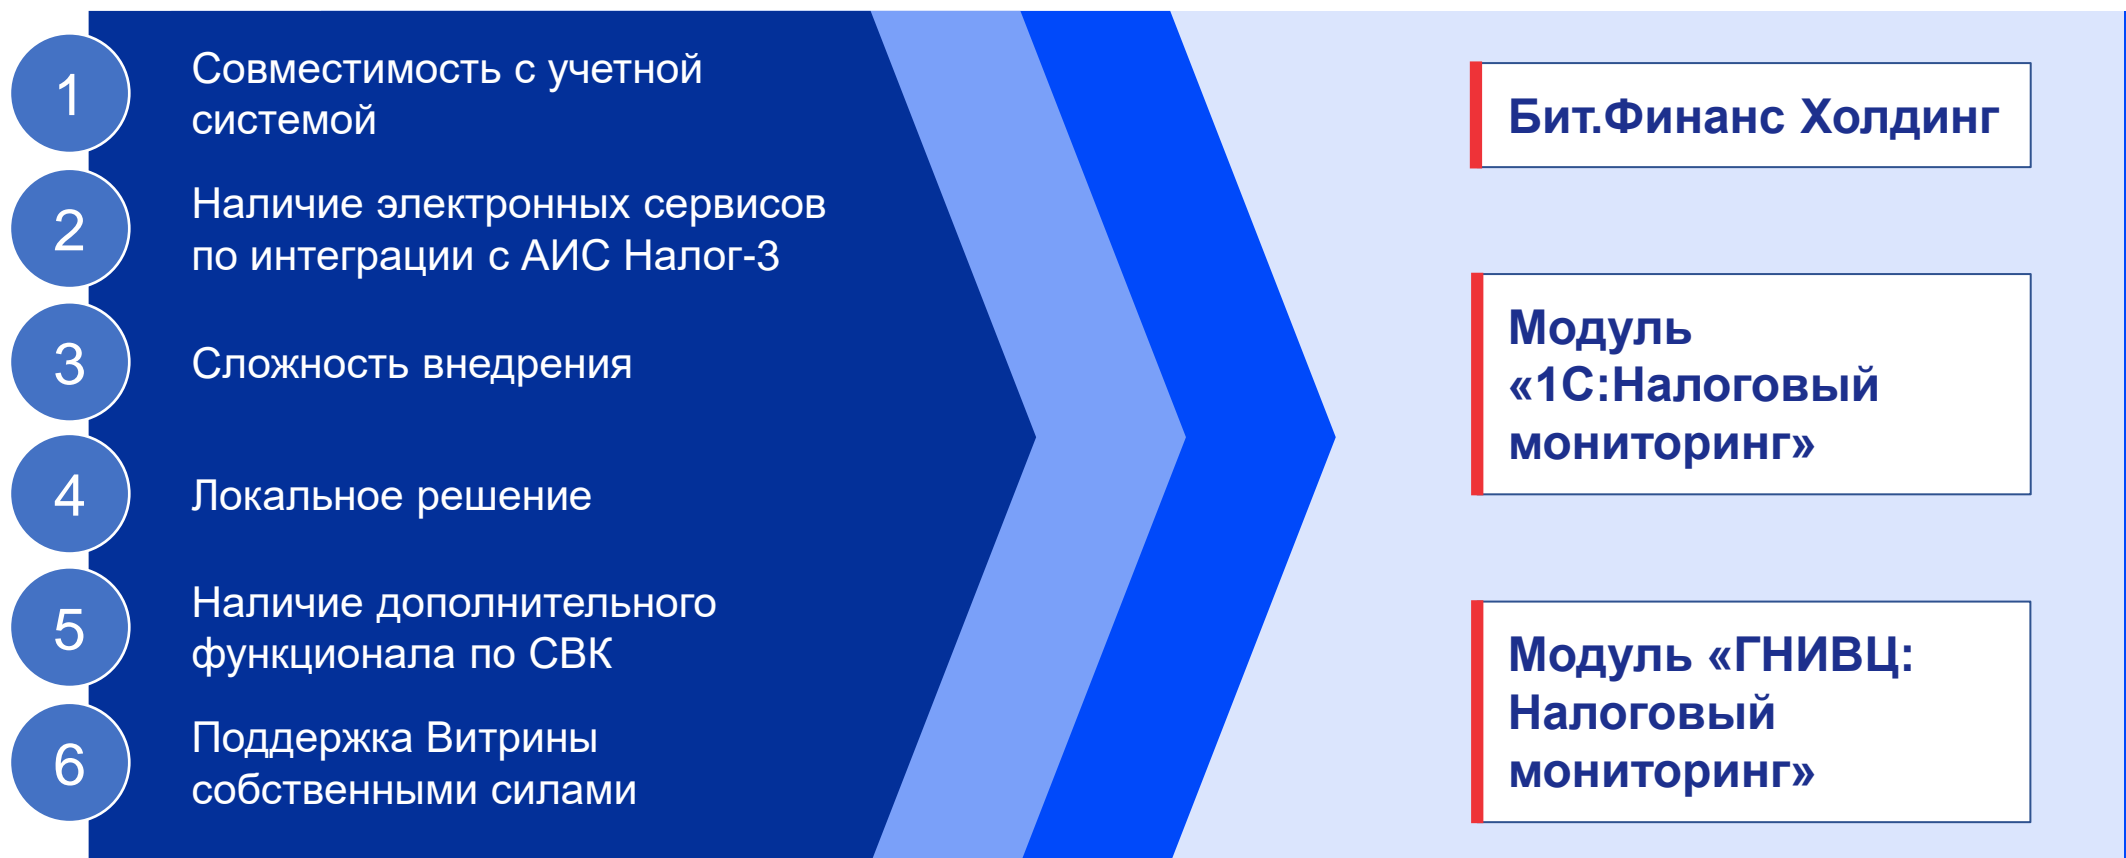 1
Совместимость с учетной
системой
2
Наличие электронных сервисов
по интеграции с АИС Налог-3
3
Сложность внедрения
4
Локальное решение
5
Наличие дополнительного
функционала по СВК
6
Поддержка Витрины
собственными силами
Бит.Финанс Холдинг
Модуль
«1С:Налоговый
мониторинг»
Модуль «ГНИВЦ:
Налоговый
мониторинг»